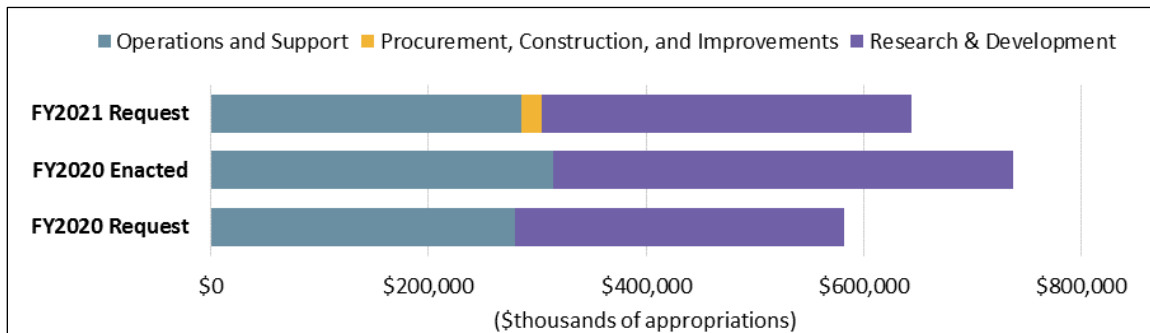 Operations and Support Procurement, Construction, and Improvements Research & Development
FY2021 Request
FY2020 Enacted
FY2020 Request
$0 $200,000 $400,000 $600,000 $800,000
($thousands of appropriations)